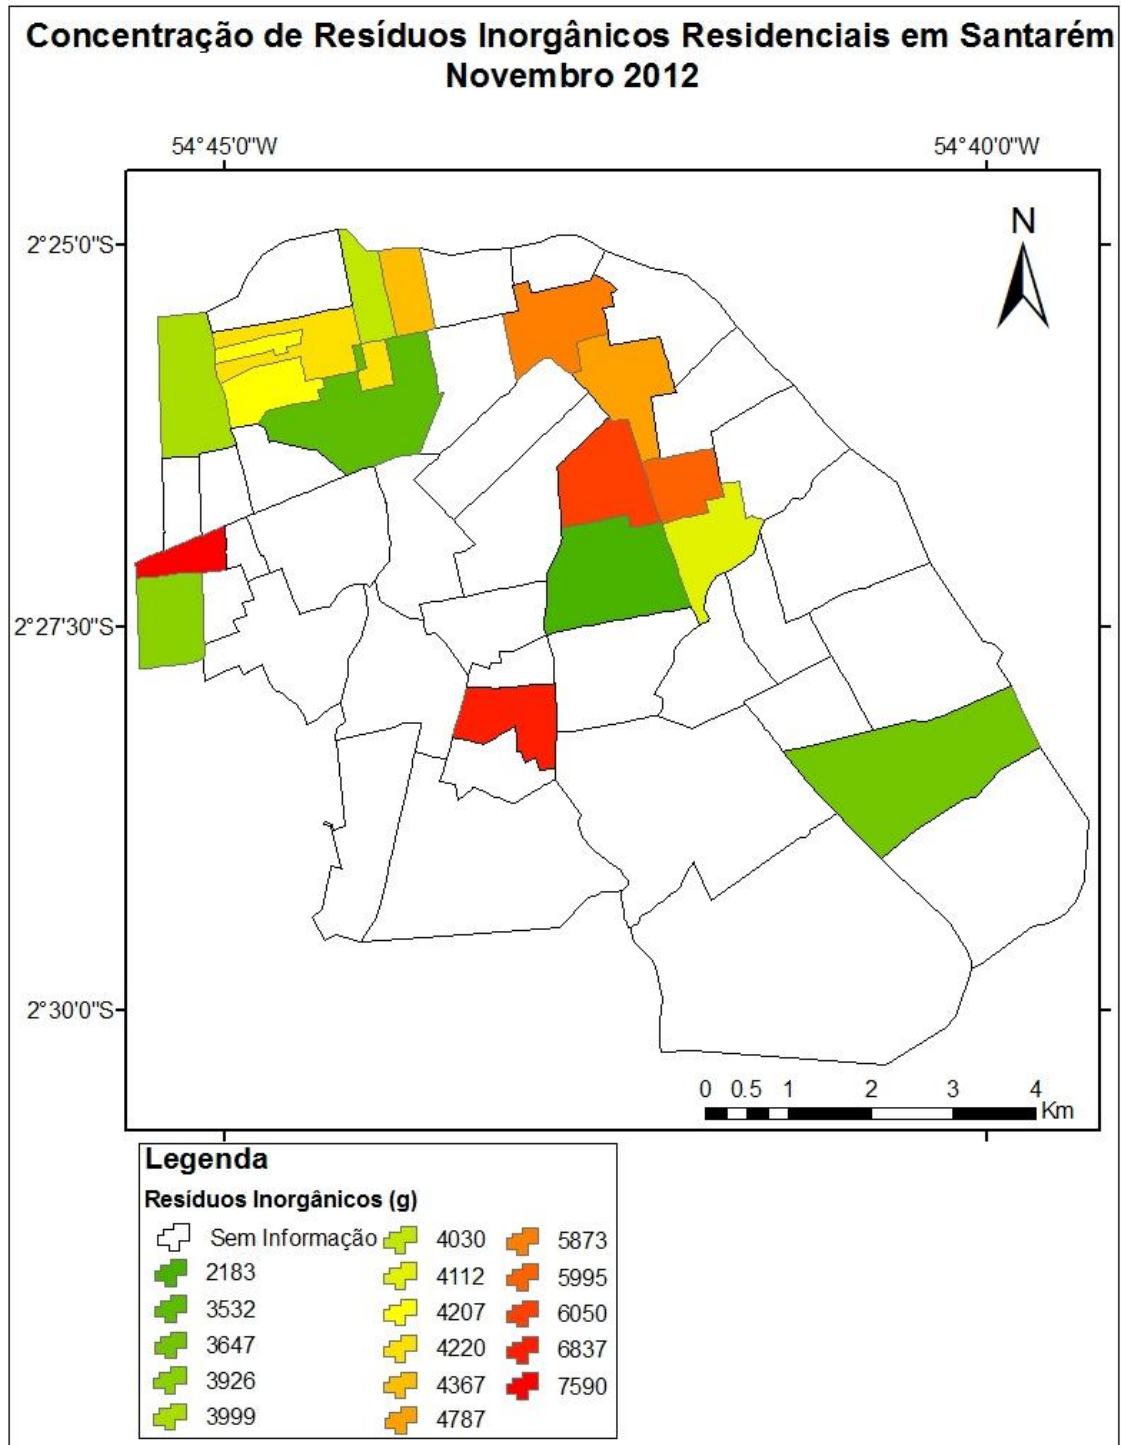 Concentração de Resíduos Inorgânicos Residenciais em Santarém
Novembro 2012
54°45'0"W
54°40'0"W
2°25'0"S
N
2°27'30"S
2°30'0"S
0 0.5 1 2 3 4
Km
Legenda
Resíduos Inorgânicos (g)
Sem Informação
2183
3532
3647
3926
3999
4030
4112
4207
4220
4367
4787
5873
5995
6050
6837
7590